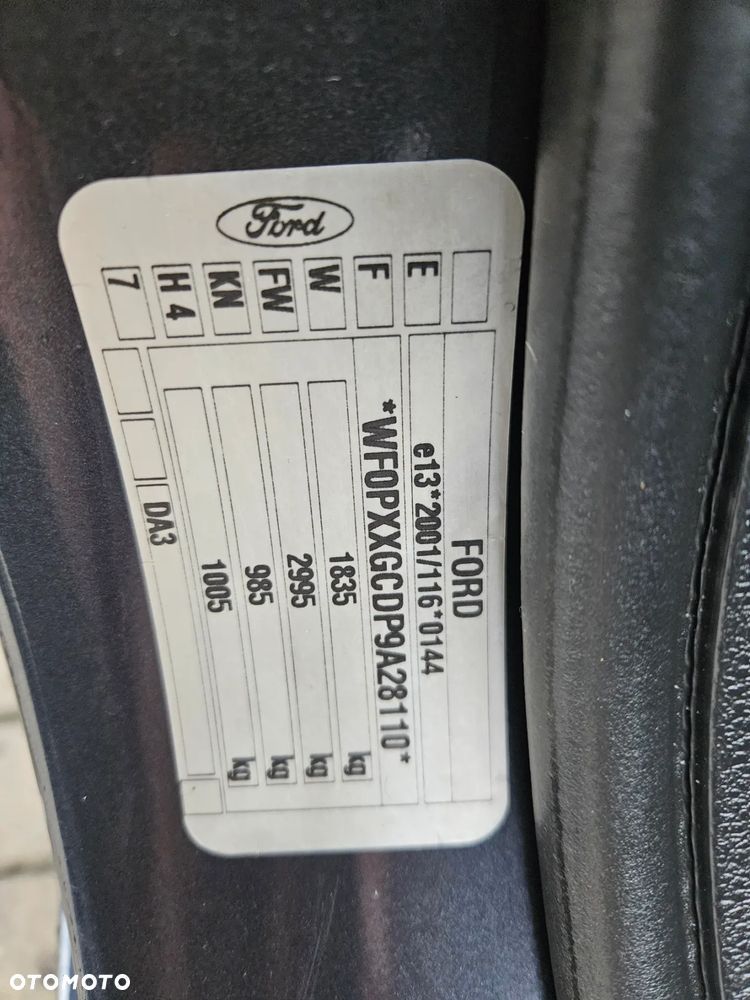 Ford
E
F
W
FW
KN
H 4
7
FORD
e13*2001/116*0144
*WF0PXXGCDP9A28110*
1835 kg
2995 kg
985 kg
1005 kg
DA3
OTOMOTO